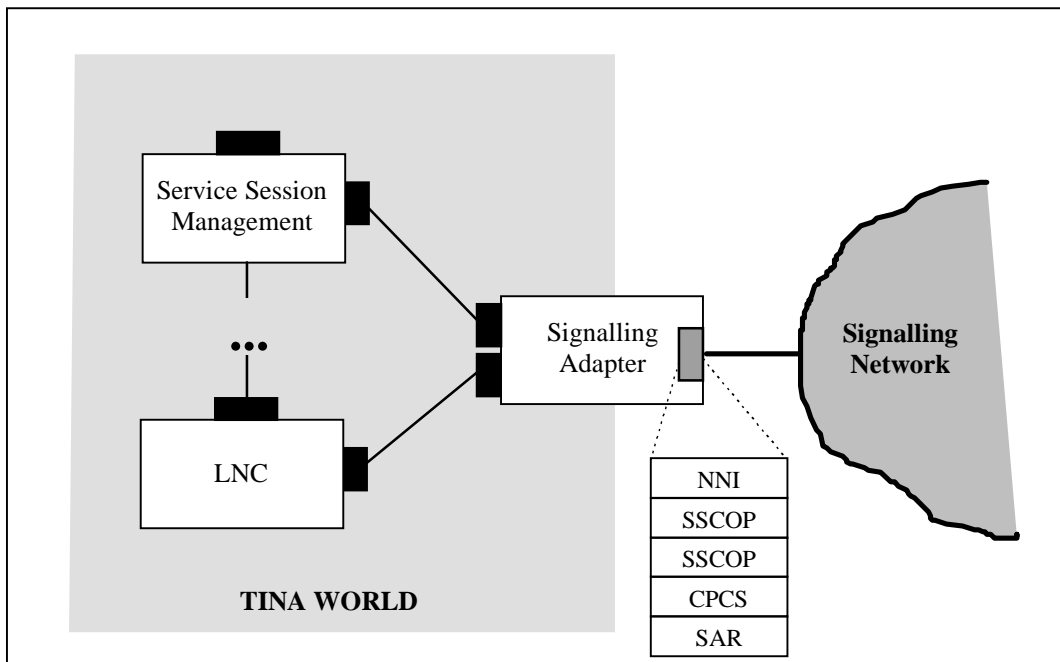 Service Session
Management
Signalling
Adapter
Signalling
Network
LNC
NNI
SSCOP
SSCOP
CPCS
SAR
TINA WORLD